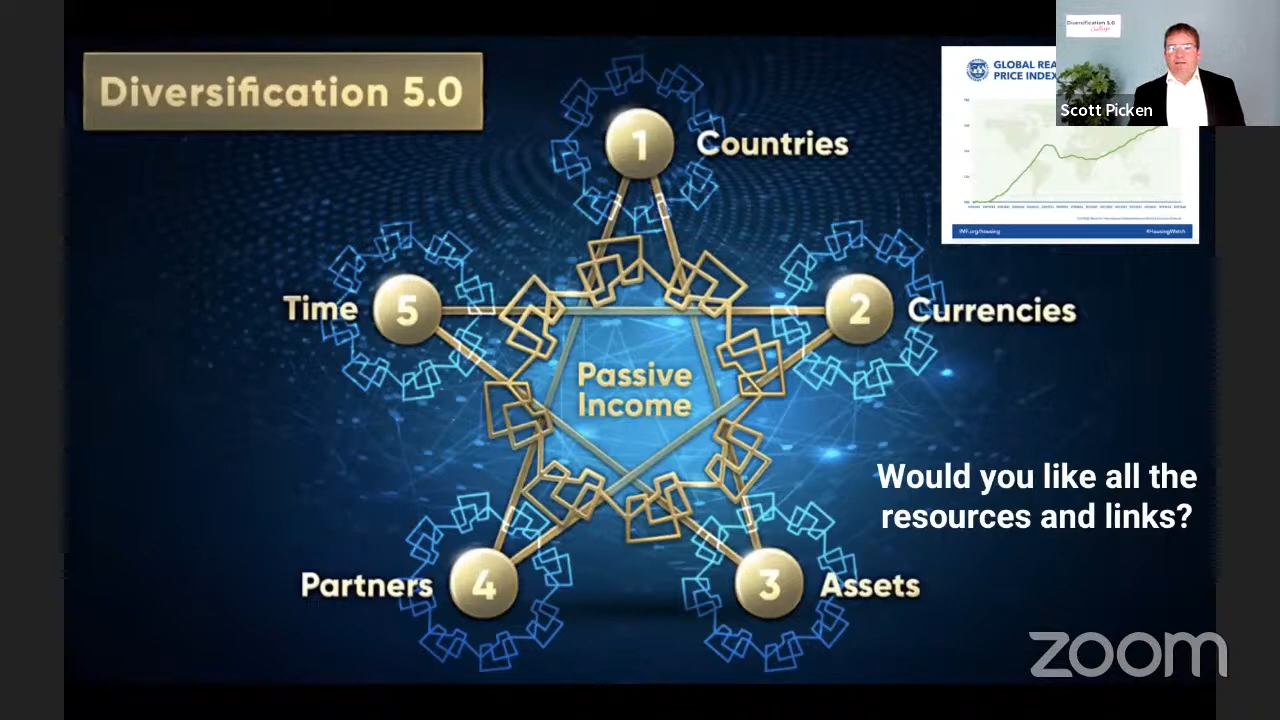 Diversification 5.0
1
Countries
GLOBAL REA
PRICE INDEX
Diversification 5.0
Challenge
Scott Picken
IMF.org/housing
#HousingWatch
Time
5
2
Currencies
Passive
Income
Would you like all the
resources and links?
Partners
4
3
Assets
zoom